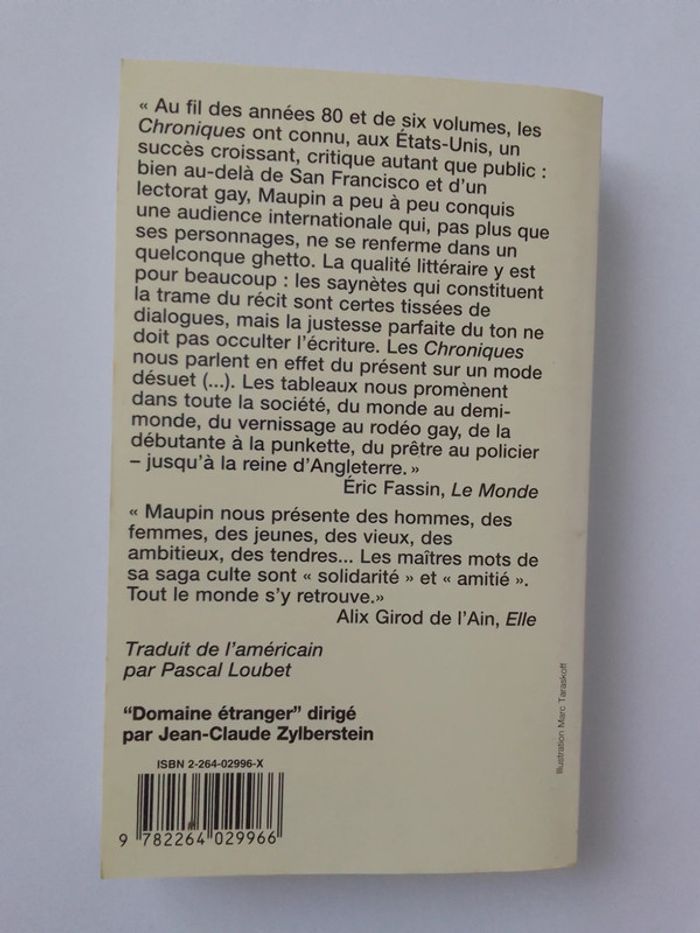 « Au fil des années 80 et de six volumes, les
Chroniques ont connu, aux États-Unis, un
succès croissant, critique autant que public :
bien au-delà de San Francisco et d'un
lectorat gay, Maupin a peu à peu conquis
une audience internationale qui, pas plus que
ses personnages, ne se renferme dans un
quelconque ghetto. La qualité littéraire y est
pour beaucoup : les saynètes qui constituent
la trame du récit sont certes tissées de
dialogues, mais la justesse parfaite du ton ne
doit pas occulter l'écriture. Les Chroniques
nous parlent en effet du présent sur un mode
désuet (...). Les tableaux nous promènent
dans toute la société, du monde au demi-
monde, du vernissage au rodéo gay, de la
débutante à la punkette, du prêtre au policier
– jusqu'à la reine d'Angleterre. »
Éric Fassin, Le Monde
« Maupin nous présente des hommes, des
femmes, des jeunes, des vieux, des
ambitieux, des tendres... Les maîtres mots de
sa saga culte sont « solidarité » et « amitié ».
Tout le monde s'y retrouve.»
Alix Girod de l'Ain, Elle
Traduit de l'américain
par Pascal Loubet
"Domaine étranger" dirigé
par Jean-Claude Zylberstein
ISBN 2-264-02996-X
9 782264 029966
Illustration Marc Taraskoff